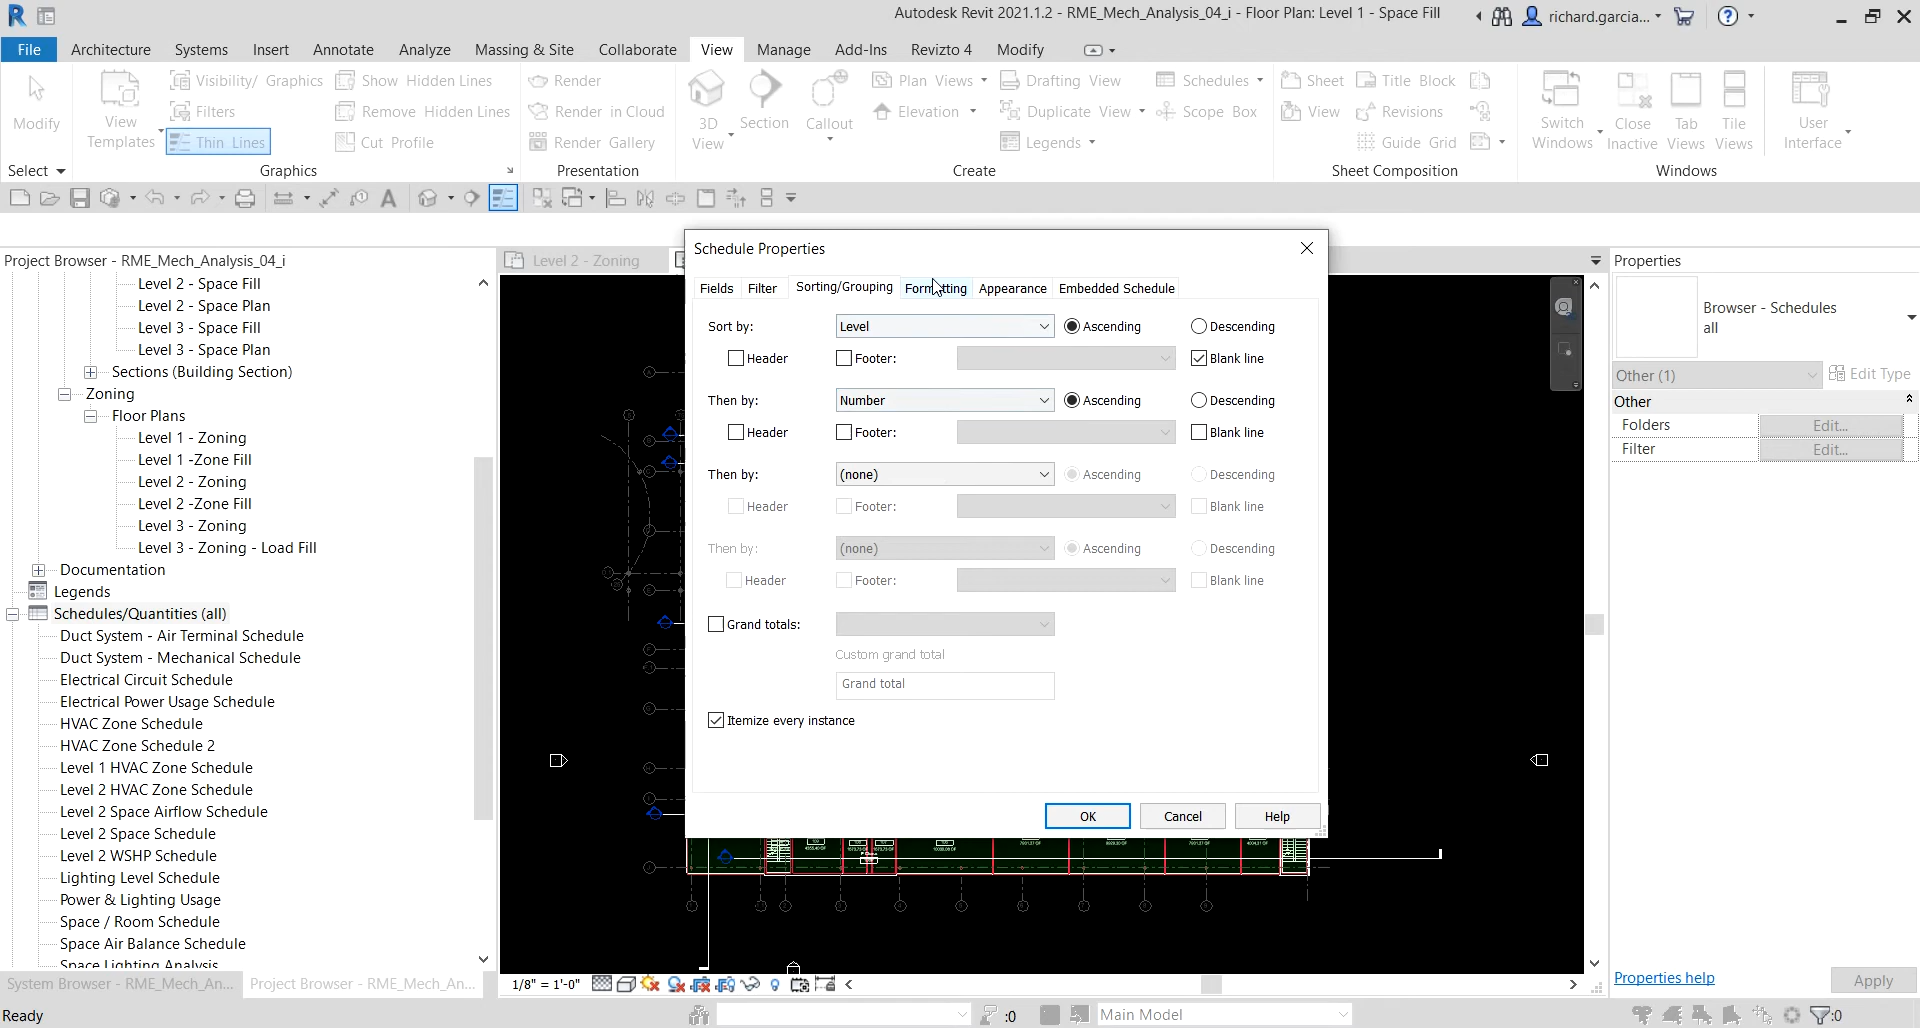 Autodesk Revit 2021.1.2 - RME_Mech_Analysis_04_i - Floor Plan: Level 1 - Space Fill
richard.garcia...
File Architecture Systems Insert Annotate Analyze Massing & Site Collaborate View Manage Add-Ins Revizto 4 Modify
Visibility/ Graphics Show Hidden Lines Render Plan Views Drafting View Schedules Sheet Title Block
Filters Remove Hidden Lines Render in Cloud Elevation Duplicate View Scope Box View Revisions
Modify View Templates Thin Lines Cut Profile Render Gallery 3D View Section Callout Legends Guide Grid Switch Windows Close Inactive Tab Views Tile Views User Interface
Select Graphics Presentation Create Sheet Composition Windows
Project Browser - RME_Mech_Analysis_04_i
Level 2 - Space Fill
Level 2 - Space Plan
Level 3 - Space Fill
Level 3 - Space Plan
Sections (Building Section)
Zoning
Floor Plans
Level 1 - Zoning
Level 1 -Zone Fill
Level 2 - Zoning
Level 2 -Zone Fill
Level 3 - Zoning
Level 3 - Zoning - Load Fill
Documentation
Legends
Schedules/Quantities (all)
Duct System - Air Terminal Schedule
Duct System - Mechanical Schedule
Electrical Circuit Schedule
Electrical Power Usage Schedule
HVAC Zone Schedule
HVAC Zone Schedule 2
Level 1 HVAC Zone Schedule
Level 2 HVAC Zone Schedule
Level 2 Space Airflow Schedule
Level 2 Space Schedule
Level 2 WSHP Schedule
Lighting Level Schedule
Power & Lighting Usage
Space / Room Schedule
Space Air Balance Schedule
Space Lighting Analysis
System Browser - RME_Mech_An... Project Browser - RME_Mech_An...
Level 2 - Zoning
Schedule Properties
Fields Filter Sorting/Grouping Formatting Appearance Embedded Schedule
Sort by: Level Ascending Descending
Header Footer: Blank line
Then by: Number Ascending Descending
Header Footer: Blank line
Then by: (none) Ascending Descending
Header Footer: Blank line
Then by: (none) Ascending Descending
Header Footer: Blank line
Grand totals:
Custom grand total
Grand total
Itemize every instance
OK Cancel Help
Properties
Browser - Schedules
all
Other (1) Edit Type
Other
Folders Edit...
Filter Edit...
Properties help Apply
1/8" = 1'-0"
Ready :0 Main Model :0